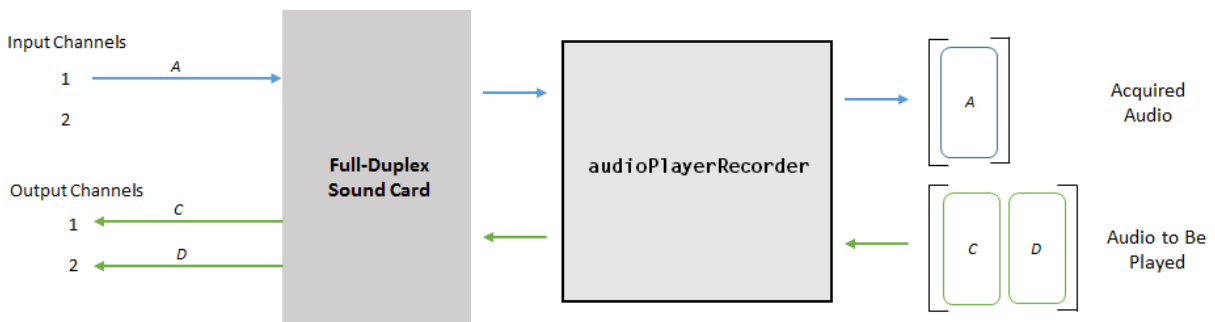 Input Channels
1
A
2
Full-Duplex
Sound Card
Output Channels
1
C
2
D
audioPlayerRecorder
A
Acquired
Audio
C D
Audio to Be
Played